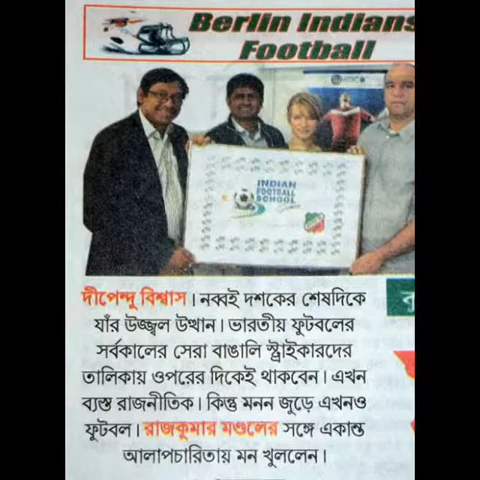 Berlin Indians
Football
INDIAN
FOOTBALL
SCHOOL
দীপেন্দু বিশ্বাস। নব্বই দশকের শেষদিকে
যাঁর উজ্জ্বল উত্থান। ভারতীয় ফুটবলের
সর্বকালের সেরা বাঙালি স্ট্রাইকারদের
তালিকায় ওপরের দিকেই থাকবেন। এখন
ব্যস্ত রাজনীতিক। কিন্তু মনন জুড়ে এখনও
ফুটবল। রাজকুমার মণ্ডলের সঙ্গে একান্ত
আলাপচারিতায় মন খুললেন।